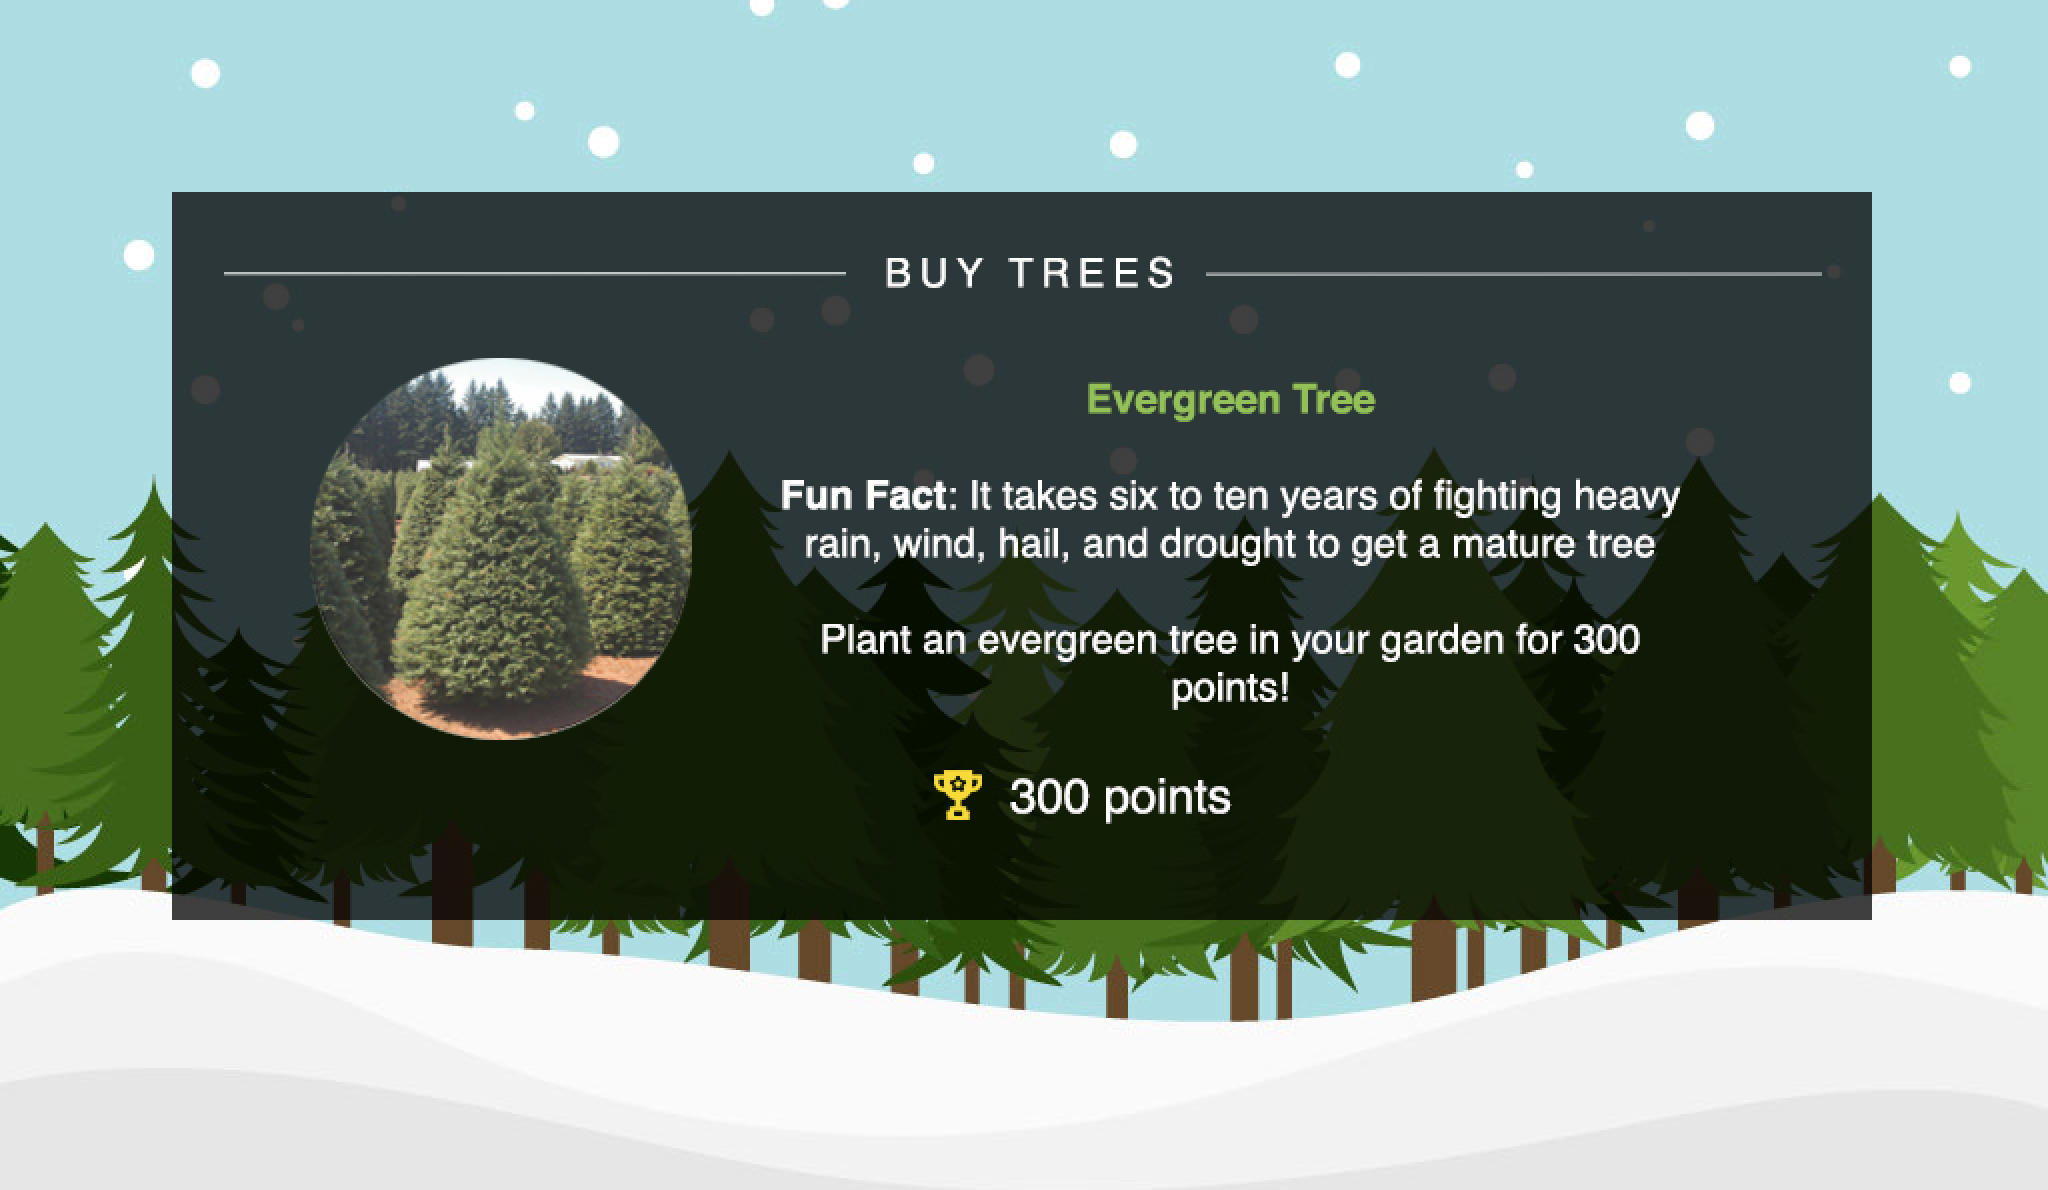 BUY TREES
Evergreen Tree
Fun Fact: It takes six to ten years of fighting heavy
rain, wind, hail, and drought to get a mature tree
Plant an evergreen tree in your garden for 300
points!
300 points